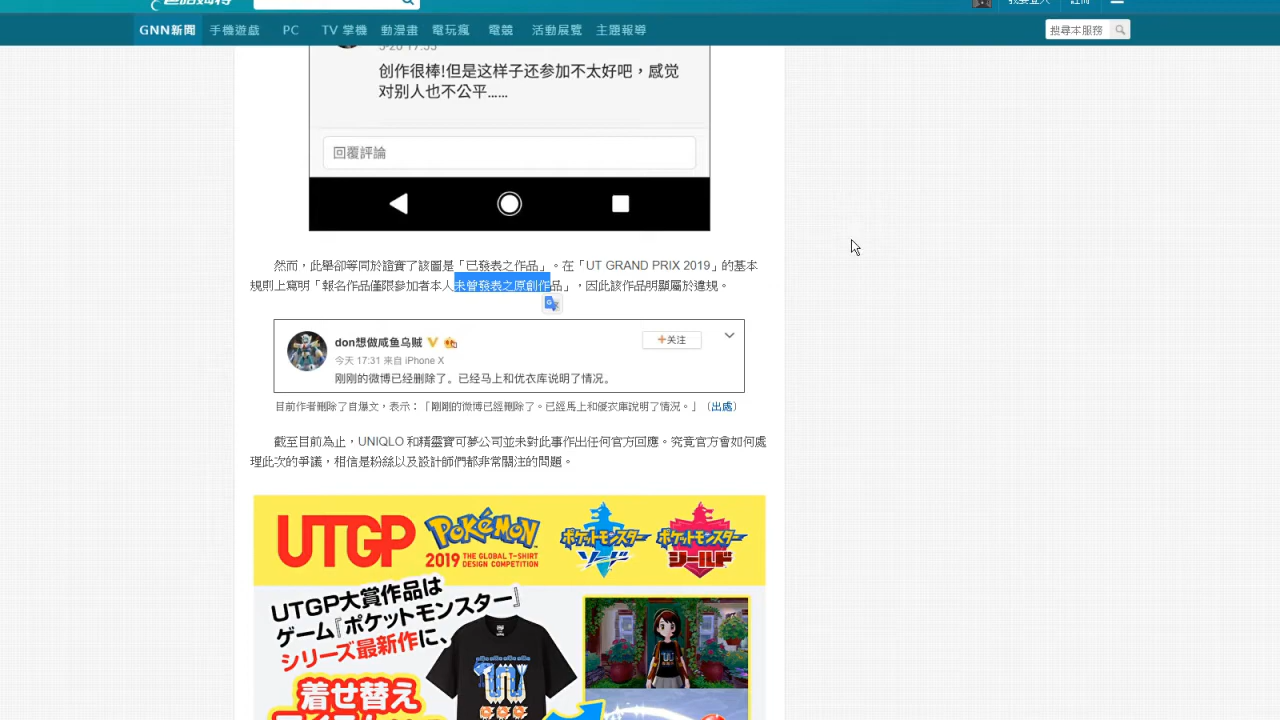 我要登入
註冊
GNN新聞 手機遊戲 PC TV 掌機 動漫畫 電玩瘋 電競 活動展覽 主題報導
搜尋本服務
创作很棒!但是这样子还参加不太好吧，感觉
对别人也不公平......
回覆評論
然而，此舉卻等同於證實了該圖是「已發表之作品」。在「UT GRAND PRIX 2019」的基本
規則上寫明「報名作品僅限參加者本人未曾發表之原創作品」，因此該作品明顯屬於違規。
don想做咸鱼乌贼
+关注
今天 17:31 来自 iPhone X
刚刚的微博已经删除了。已经马上和优衣库说明了情况。
目前作者刪除了自爆文，表示：「剛剛的微博已經刪除了。已經馬上和優衣庫說明了情況。」（出處）
截至目前為止，UNIQLO 和精靈寶可夢公司並未對此事作出任何官方回應。究竟官方會如何處
理此次的爭議，相信是粉絲以及設計師們都非常關注的問題。
UTGP POKÉMON
2019 THE GLOBAL T-SHIRT
DESIGN COMPETITION
ポケットモンスター
ソード
ポケットモンスター
シールド
UTGP大賞作品は
ゲーム『ポケットモンスター』
シリーズ最新作に、
着せ替え